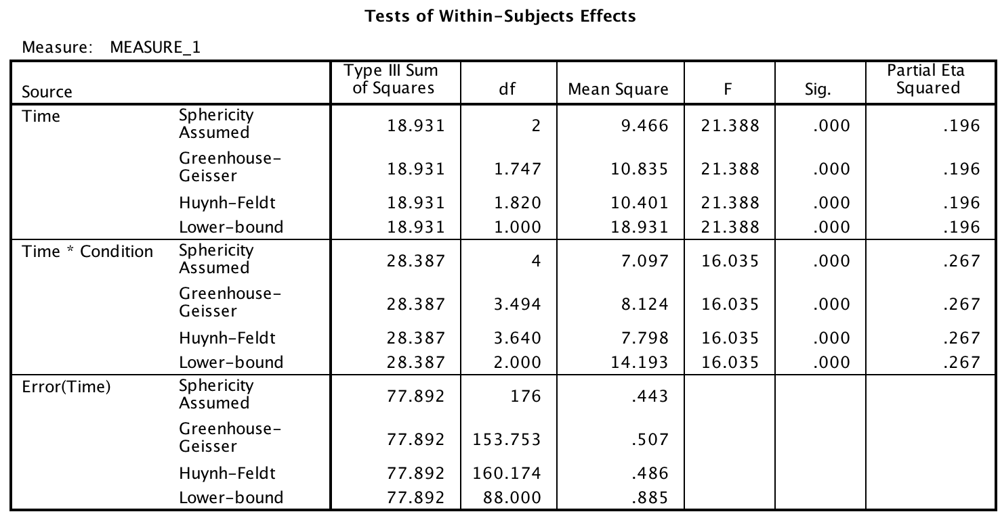 Tests of Within-Subjects Effects
Measure: MEASURE_1
Source Type III Sum of Squares df Mean Square F Sig. Partial Eta Squared
Time Sphericity Assumed 18.931 2 9.466 21.388 .000 .196
Greenhouse-Geisser 18.931 1.747 10.835 21.388 .000 .196
Huynh-Feldt 18.931 1.820 10.401 21.388 .000 .196
Lower-bound 18.931 1.000 18.931 21.388 .000 .196
Time * Condition Sphericity Assumed 28.387 4 7.097 16.035 .000 .267
Greenhouse-Geisser 28.387 3.494 8.124 16.035 .000 .267
Huynh-Feldt 28.387 3.640 7.798 16.035 .000 .267
Lower-bound 28.387 2.000 14.193 16.035 .000 .267
Error(Time) Sphericity Assumed 77.892 176 .443
Greenhouse-Geisser 77.892 153.753 .507
Huynh-Feldt 77.892 160.174 .486
Lower-bound 77.892 88.000 .885